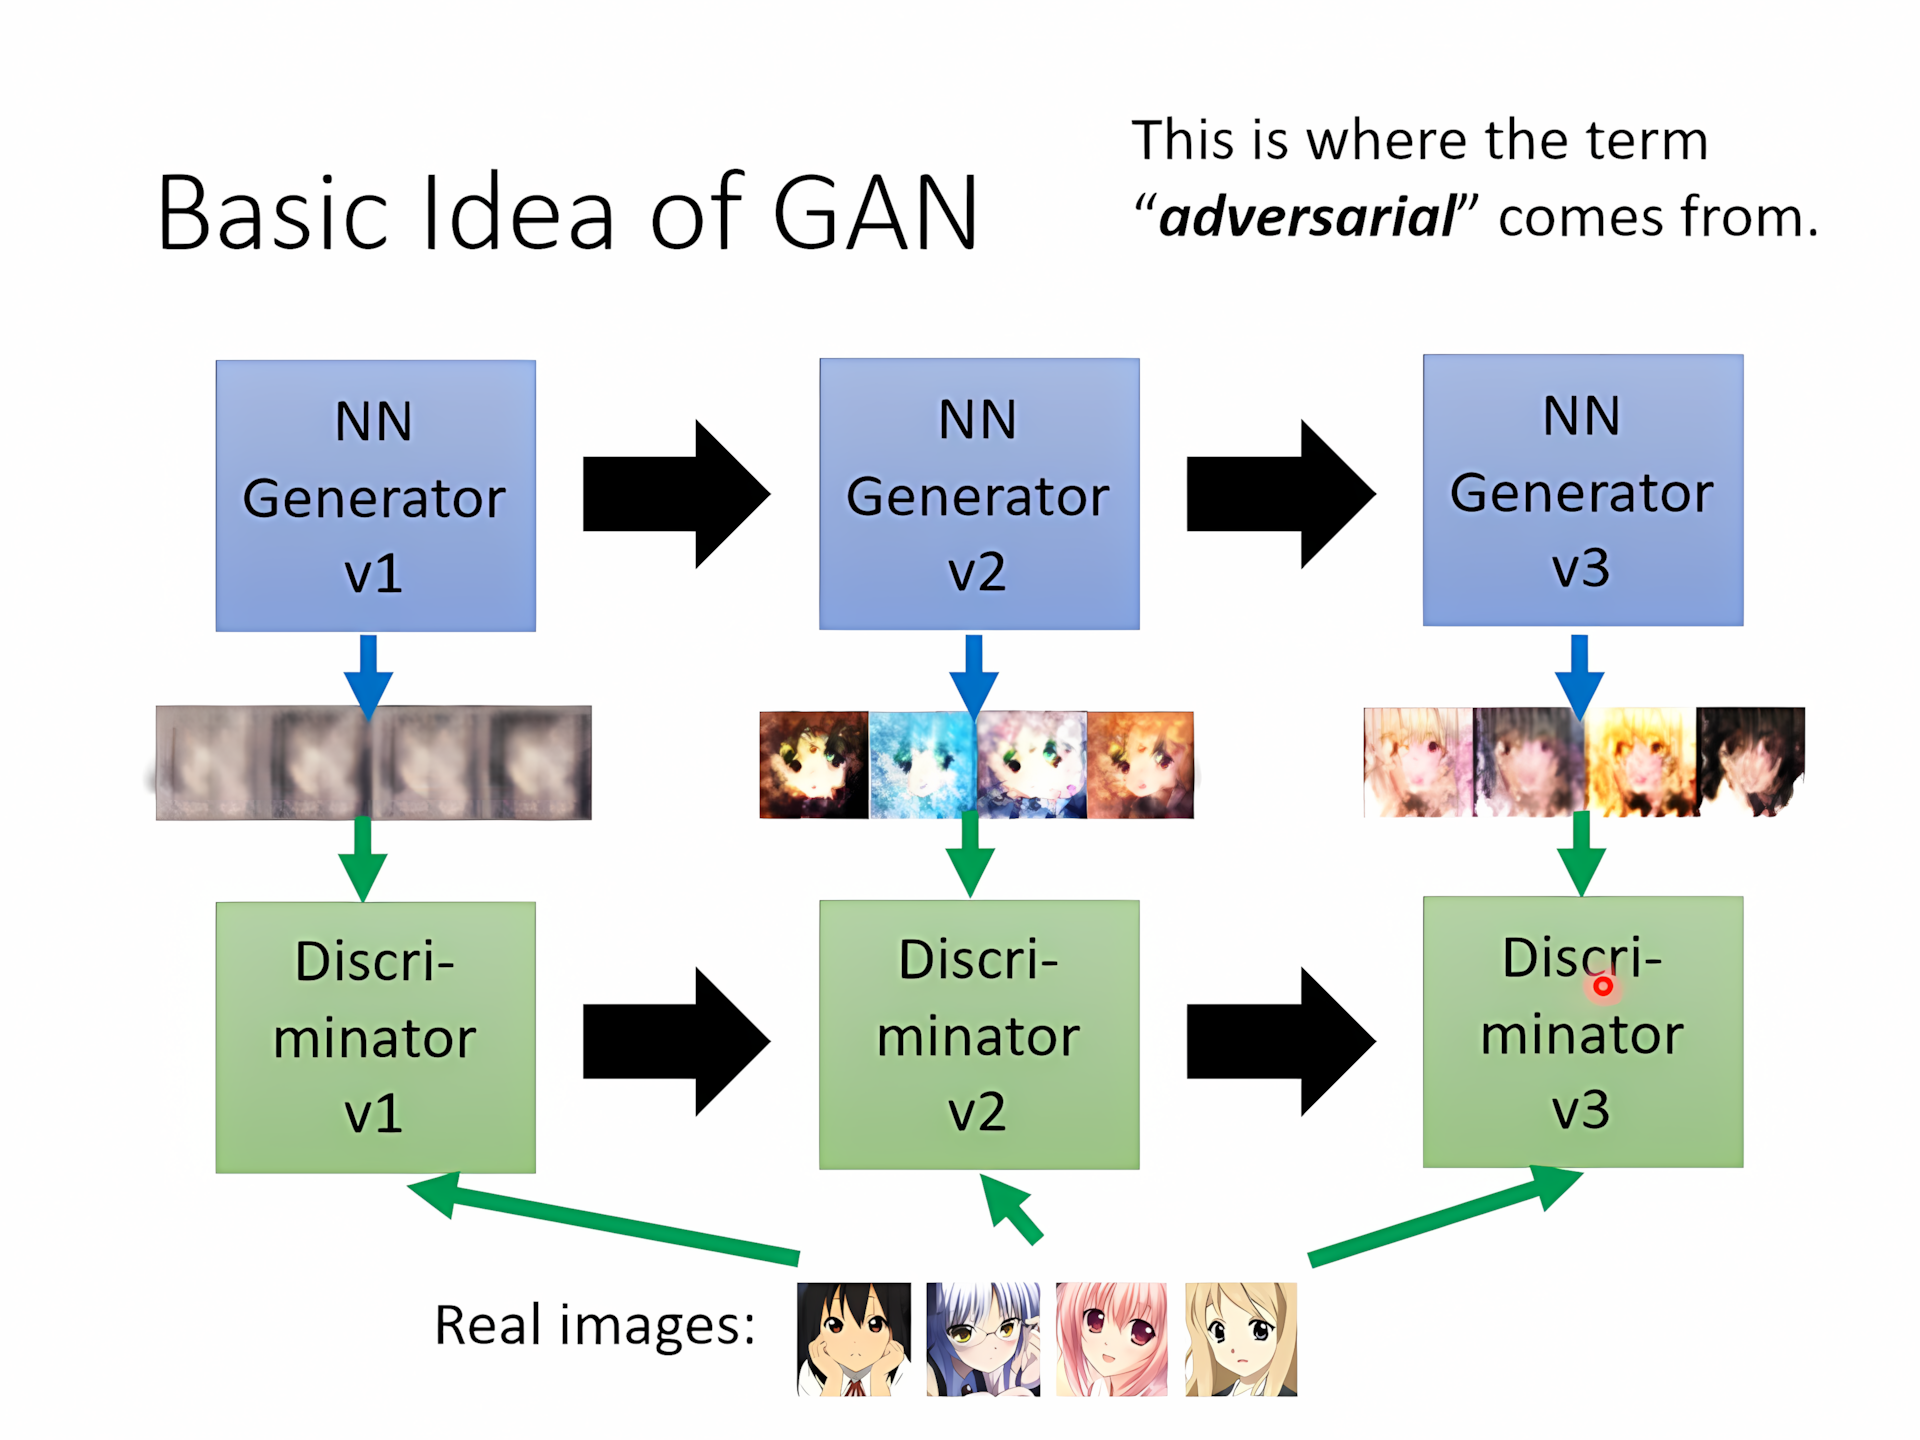 Basic Idea of GAN
This is where the term
“adversarial” comes from.
NN
Generator
v1
NN
Generator
v2
NN
Generator
v3
Discri-
minator
v1
Discri-
minator
v2
Discri-
minator
v3
Real images: